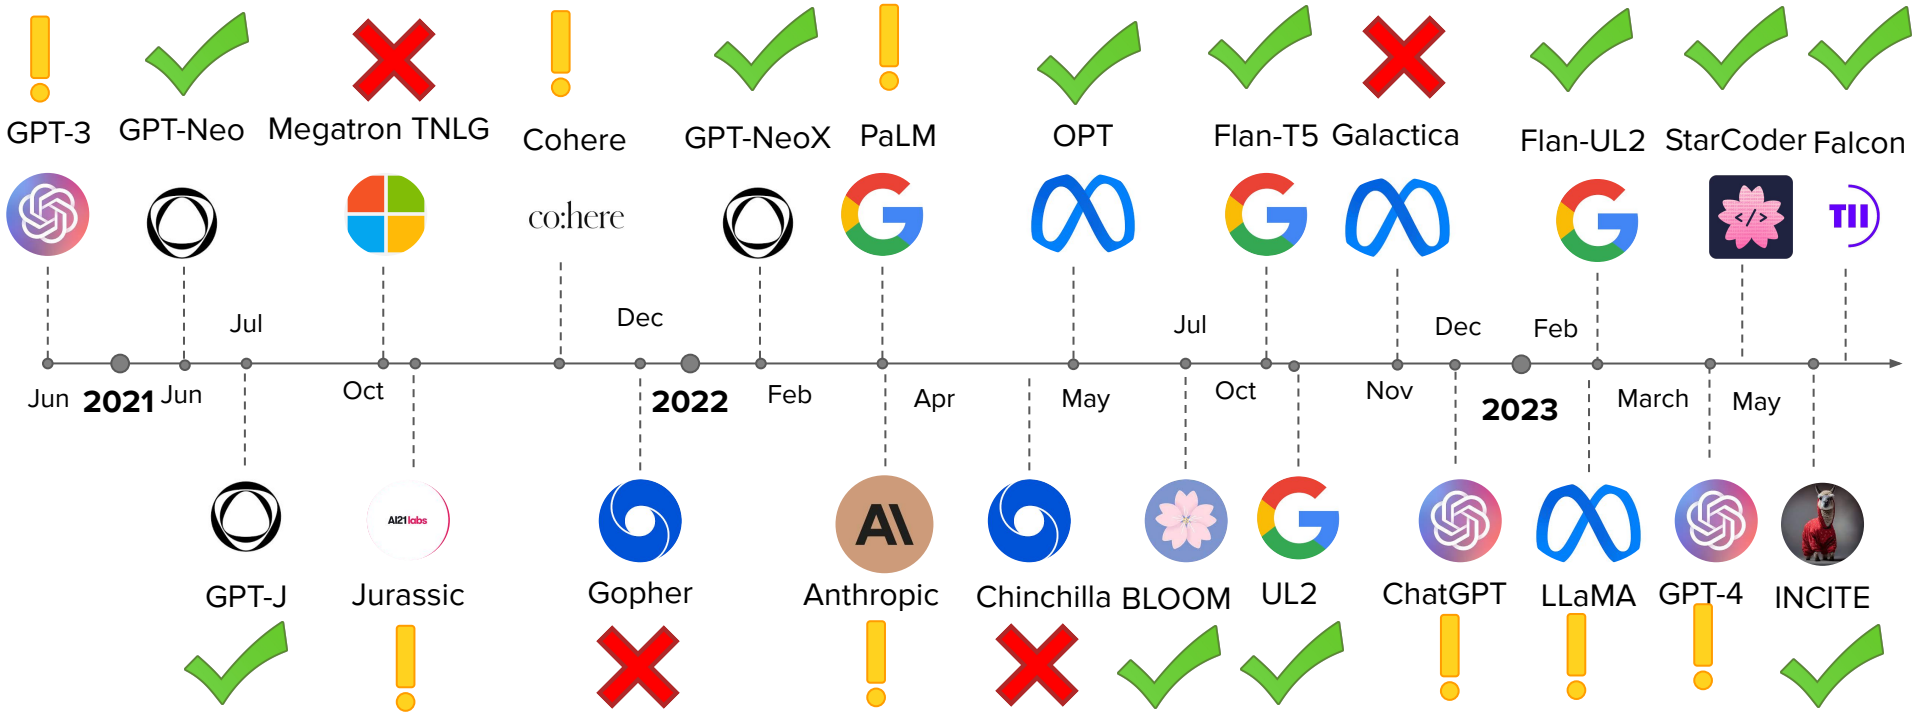 GPT-3
GPT-Neo
Megatron TNLG
Cohere
GPT-NeoX
PaLM
OPT
Flan-T5
Galactica
Flan-UL2
StarCoder
Falcon
co:here
</>
TII
Jul
Dec
Jul
Dec
Feb
Jun
2021
Jun
Oct
2022
Feb
Apr
May
Oct
Nov
2023
March
May
AI21labs
AI
GPT-J
Jurassic
Gopher
Anthropic
Chinchilla
BLOOM
UL2
ChatGPT
LLaMA
GPT-4
INCITE